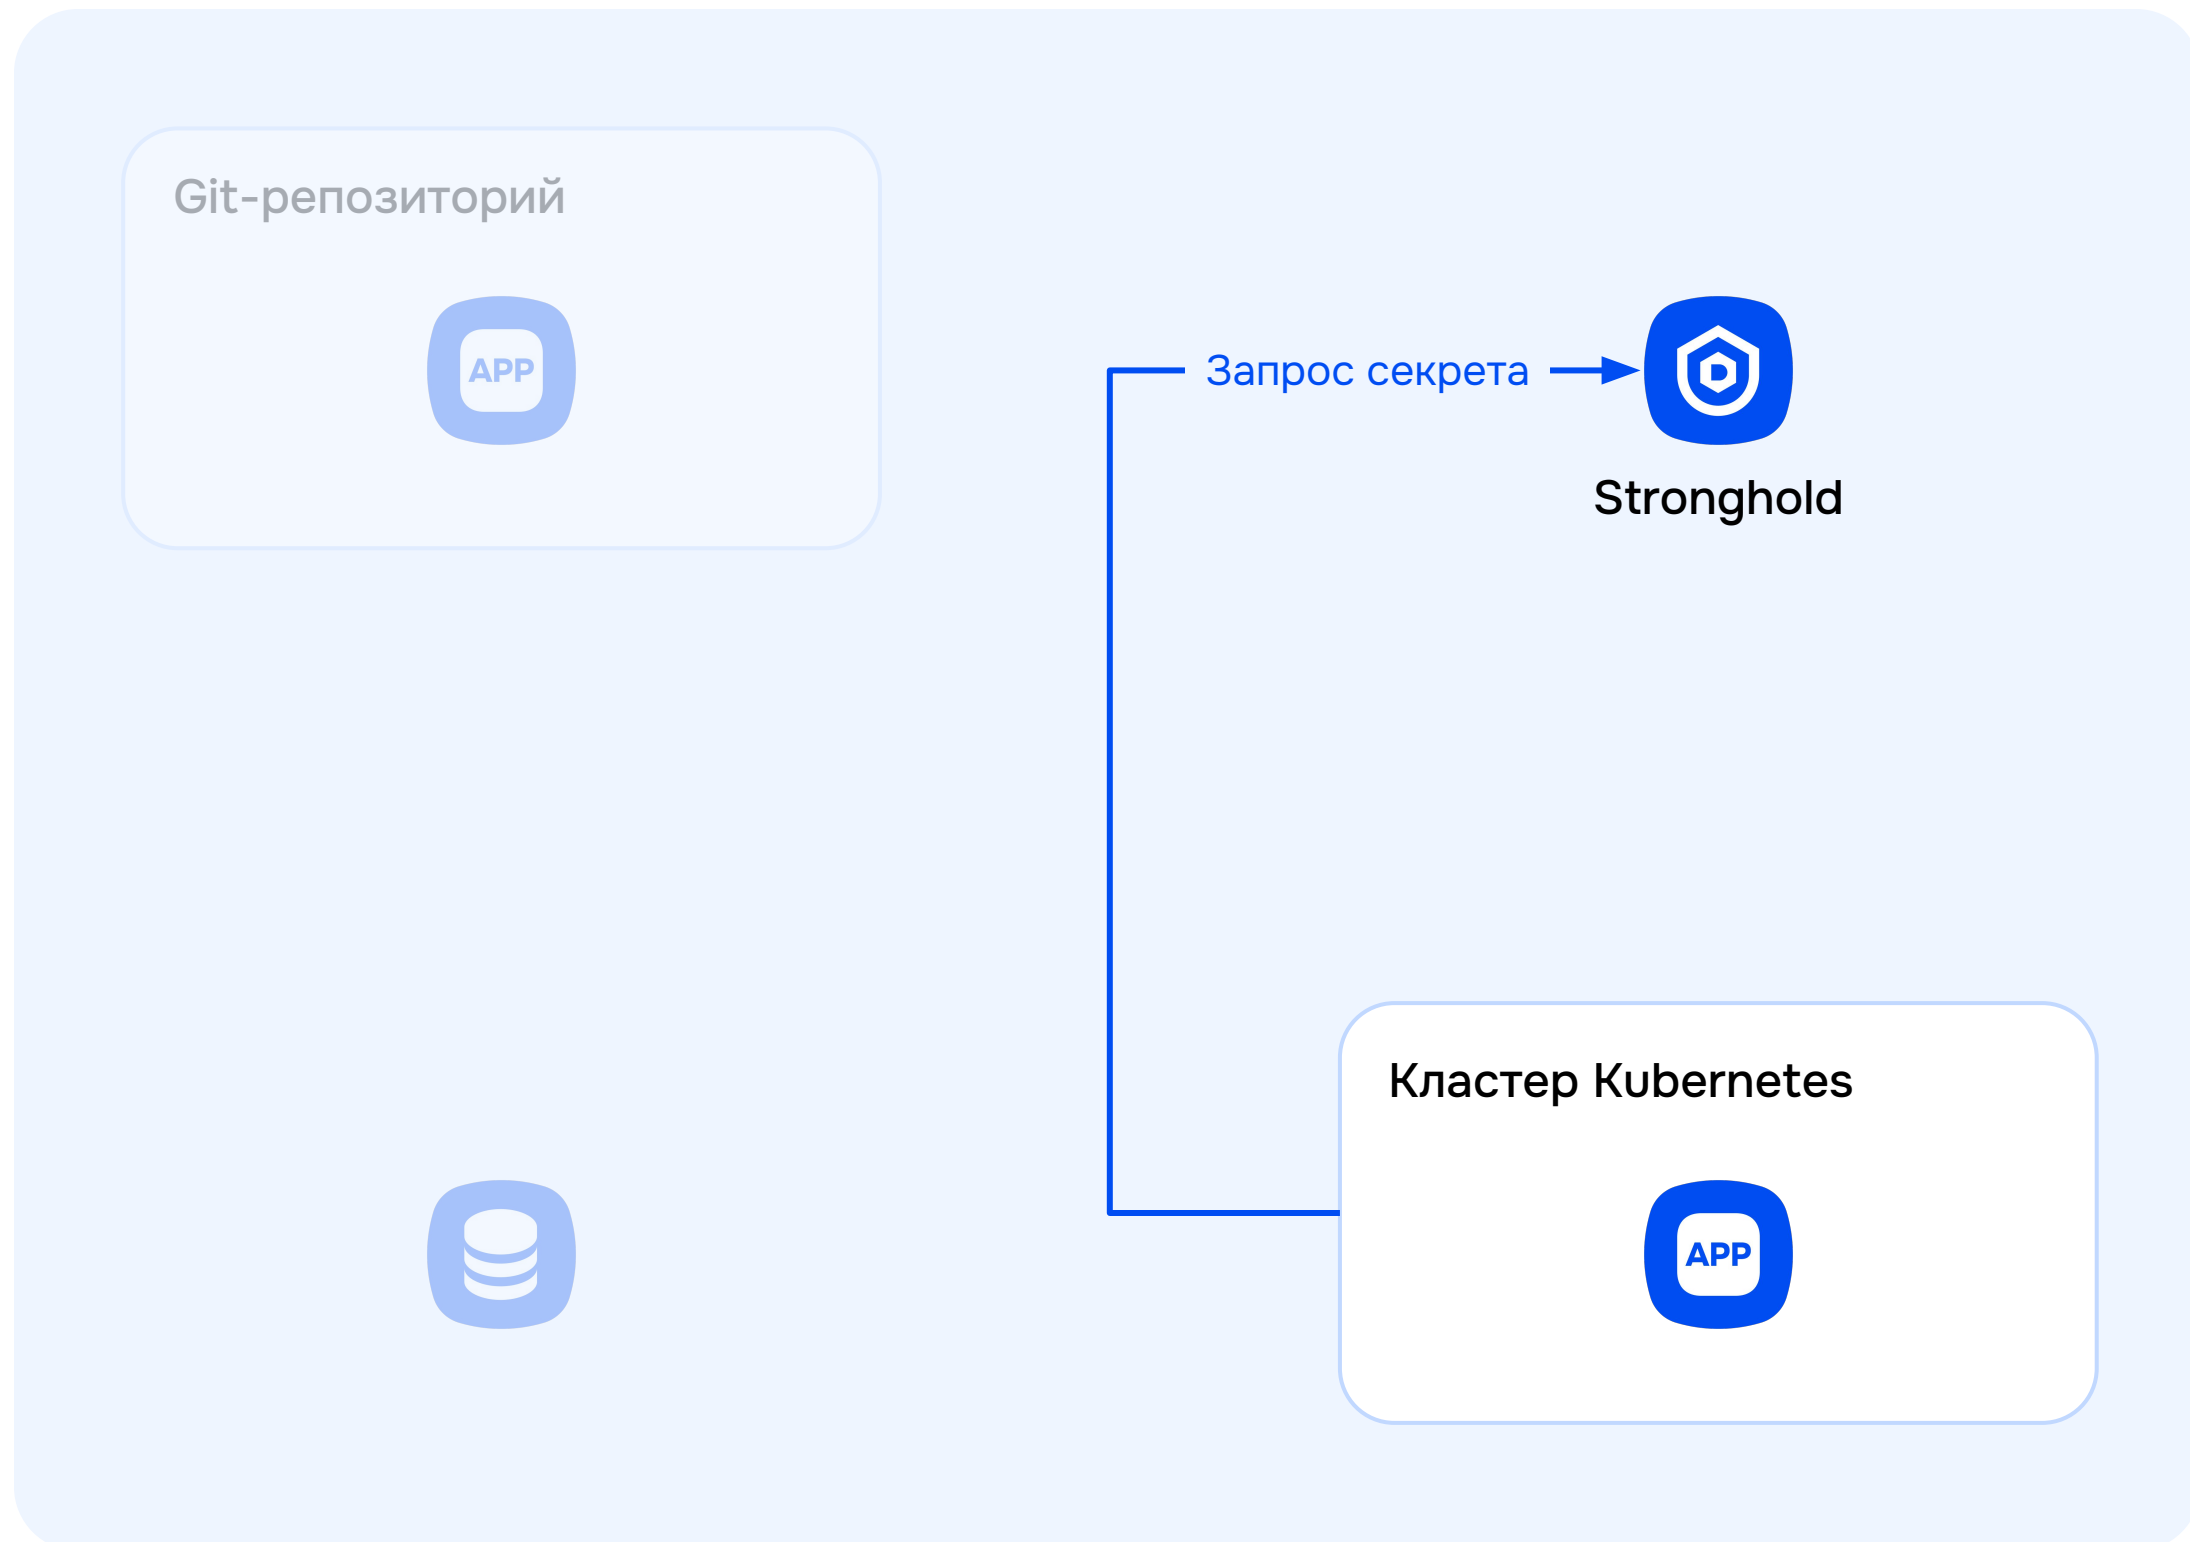 Git-репозиторий
APP
Запрос секрета
Stronghold
Кластер Kubernetes
APP